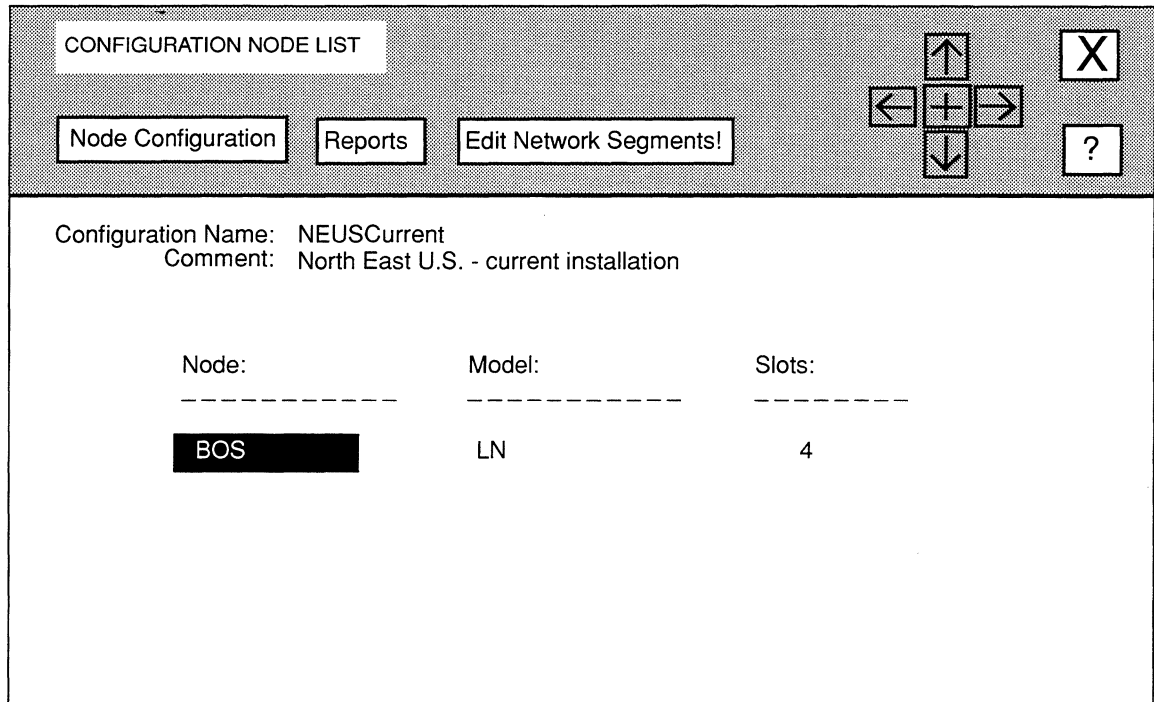 CONFIGURATION NODE LIST
X
Node Configuration Reports Edit Network Segments!
?
Configuration Name: NEUSCurrent
Comment: North East U.S. - current installation
Node: Model: Slots:
BOS LN 4